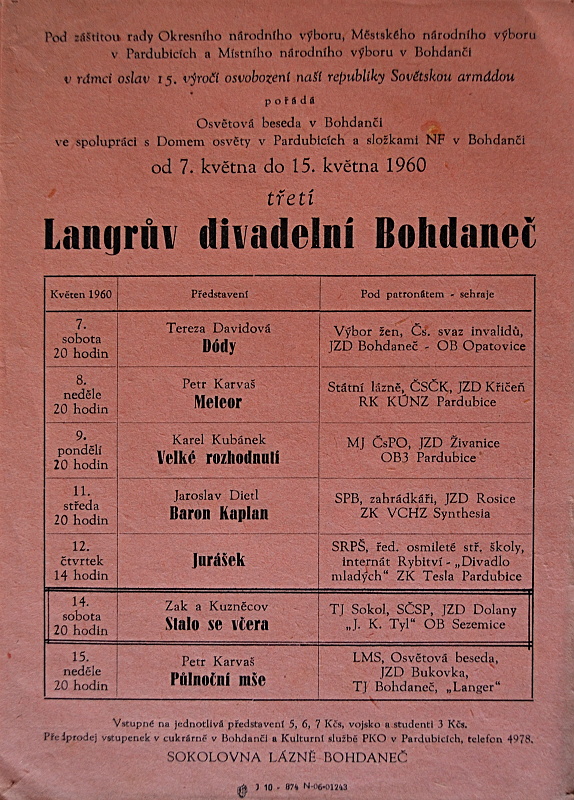 Pod záštitou rady Okresního národního výboru, Městského národního výboru
v Pardubicích a Místního národního výboru v Bohdanči
v rámci oslav 15. výročí osvobození naší republiky Sovětskou armádou
pořádá
Osvětová beseda v Bohdanči
ve spolupráci s Domem osvěty v Pardubicích a složkami NF v Bohdanči
od 7. května do 15. května 1960
třetí
Langrův divadelní Bohdaneč
Květen 1960 Představení Pod patronátem - sehraje
7.
sobota
20 hodin
Tereza Davidová
Dódy
Výbor žen, Čs. svaz invalidů,
JZD Bohdaneč - OB Opatovice
8.
neděle
20 hodin
Petr Karvaš
Meteor
Státní lázně, ČSČK, JZD Křičeň
RK KÚNZ Pardubice
9.
pondělí
20 hodin
Karel Kubánek
Velké rozhodnutí
MJ ČsPO, JZD Živanice
OB3 Pardubice
11.
středa
20 hodin
Jaroslav Dietl
Baron Kaplan
SPB, zahrádkáři, JZD Rosice
ZK VCHZ Synthesia
12.
čtvrtek
14 hodin
Jurášek
SRPŠ, řed. osmileté stř. školy,
internát Rybitví - „Divadlo
mladých" ZK Tesla Pardubice
14.
sobota
20 hodin
Zak a Kuzněcov
Stalo se včera
TJ Sokol, SČSP, JZD Dolany
„J. K. Tyl" OB Sezemice
15.
neděle
20 hodin
Petr Karvaš
Půlnoční mše
LMS, Osvětová beseda,
JZD Bukovka,
TJ Bohdaneč, „Langer"
Vstupné na jednotlivá představení 5, 6, 7 Kčs, vojsko a studenti 3 Kčs.
Předprodej vstupenek v cukrárně v Bohdanči a Kulturní službě PKO v Pardubicích, telefon 4978.
SOKOLOVNA LÁZNĚ BOHDANEČ
J 10 - 874 N-06-01243